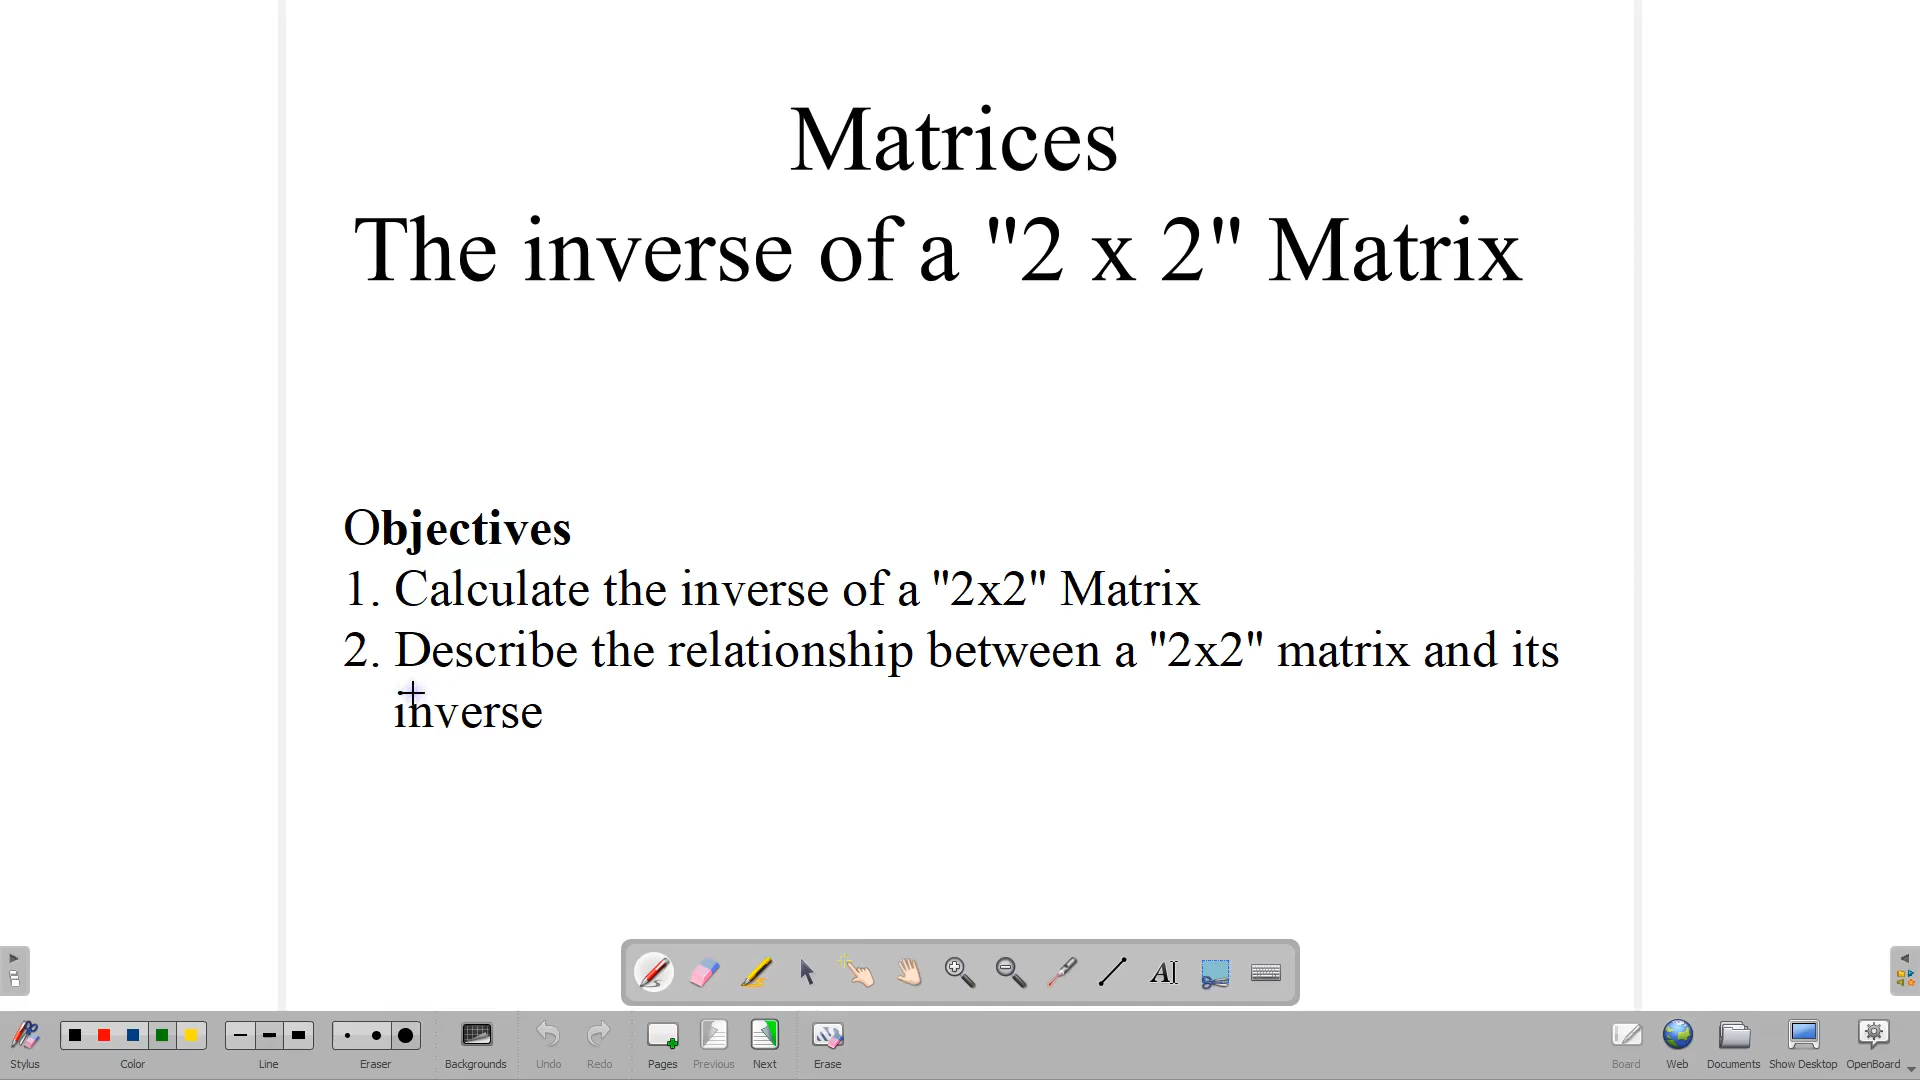 Matrices
The inverse of a "2 x 2" Matrix
Objectives
1. Calculate the inverse of a "2x2" Matrix
2. Describe the relationship between a "2x2" matrix and its
inverse
AI
Stylus Color Line Eraser Backgrounds Undo Redo Pages Previous Next Erase Board Web Documents Show Desktop OpenBoard